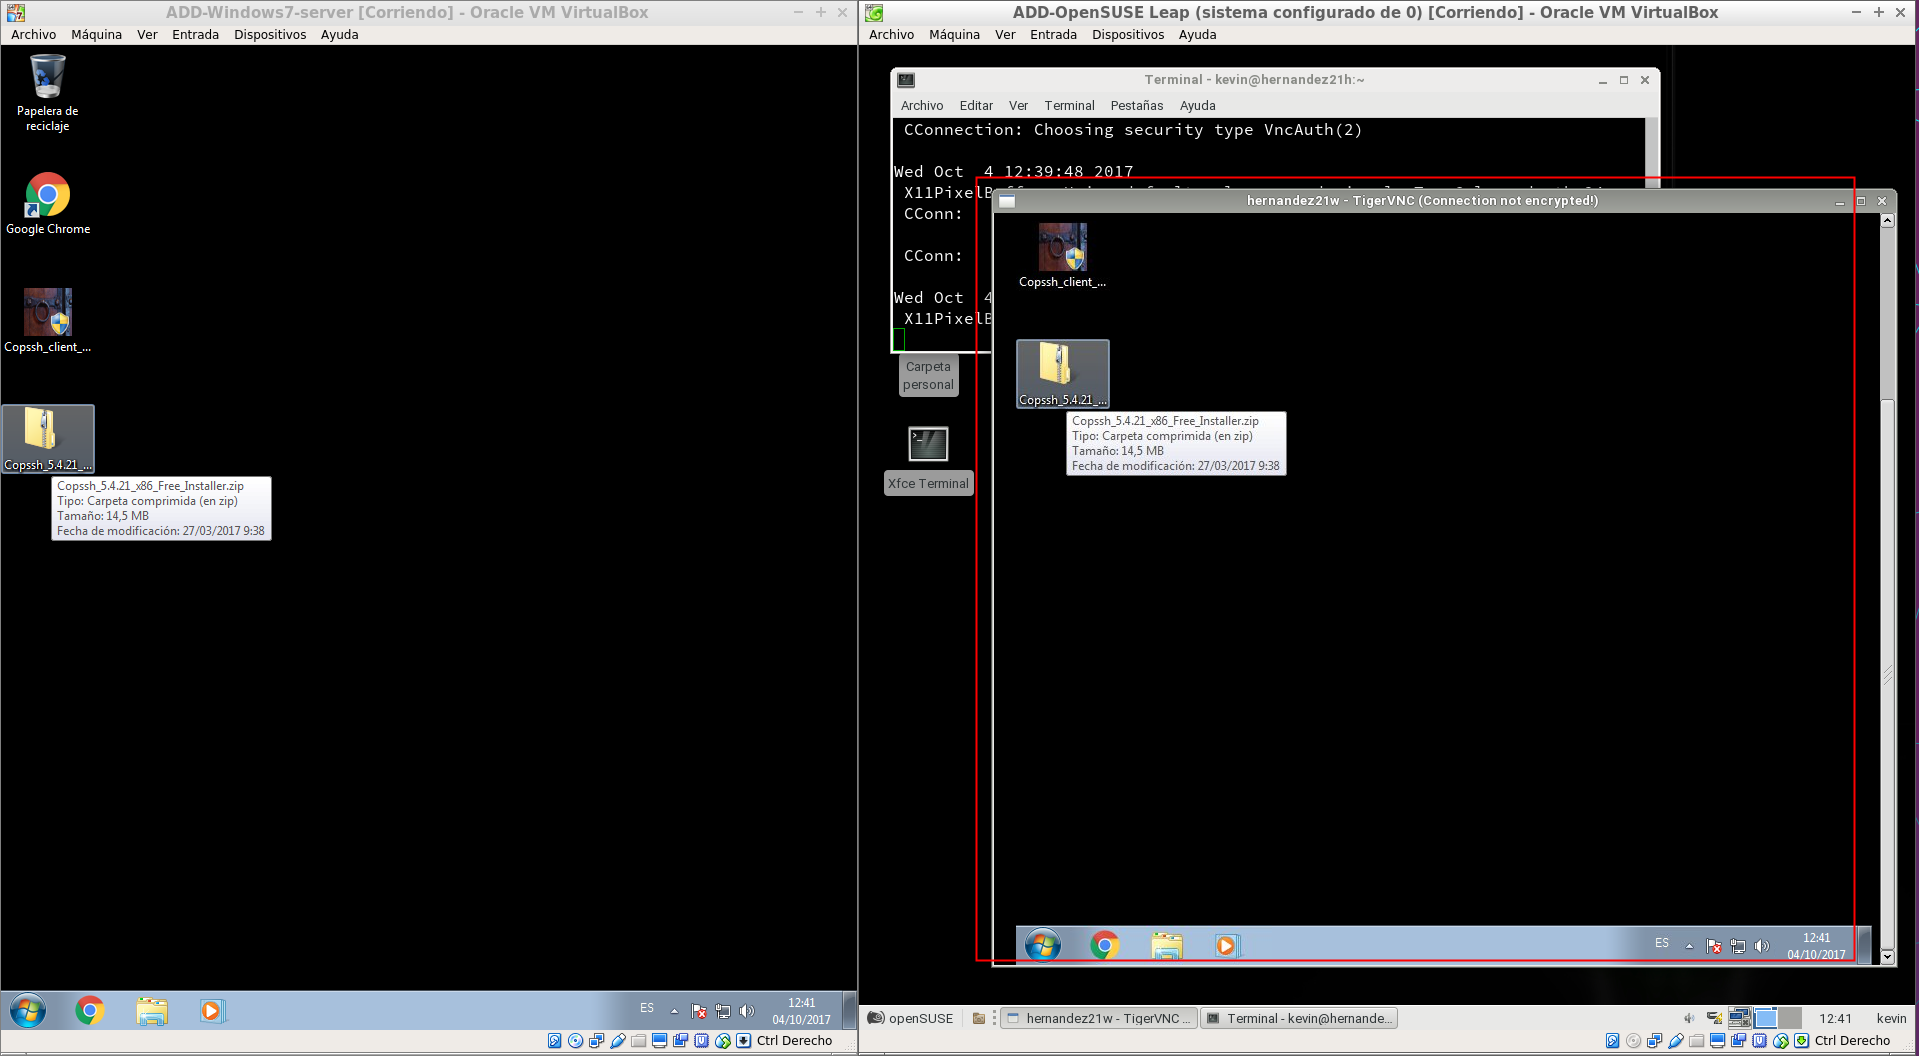 ADD-Windows7-server [Corriendo] - Oracle VM VirtualBox
Archivo Máquina Ver Entrada Dispositivos Ayuda
Papelera de
reciclaje
Google Chrome
Copssh_client_...
Copssh_5.4.21_...
Copssh_5.4.21_x86_Free_Installer.zip
Tipo: Carpeta comprimida (en zip)
Tamaño: 14,5 MB
Fecha de modificación: 27/03/2017 9:38
ES
12:41
04/10/2017
Ctrl Derecho
ADD-OpenSUSE Leap (sistema configurado de 0) [Corriendo] - Oracle VM VirtualBox
Archivo Máquina Ver Entrada Dispositivos Ayuda
Terminal - kevin@hernandez21h:~
Archivo Editar Ver Terminal Pestañas Ayuda
CConnection: Choosing security type VncAuth(2)
Wed Oct 4 12:39:48 2017
X11PixelB
CConn:
CConn:
Wed Oct 4
X11PixelB
Carpeta
personal
Xfce Terminal
hernandez21w - TigerVNC (Connection not encrypted!)
Copssh_client_...
Copssh_5.4.21_...
Copssh_5.4.21_x86_Free_Installer.zip
Tipo: Carpeta comprimida (en zip)
Tamaño: 14,5 MB
Fecha de modificación: 27/03/2017 9:38
ES
12:41
04/10/2017
openSUSE
hernandez21w - TigerVNC ...
Terminal - kevin@hernande...
12:41
kevin
Ctrl Derecho